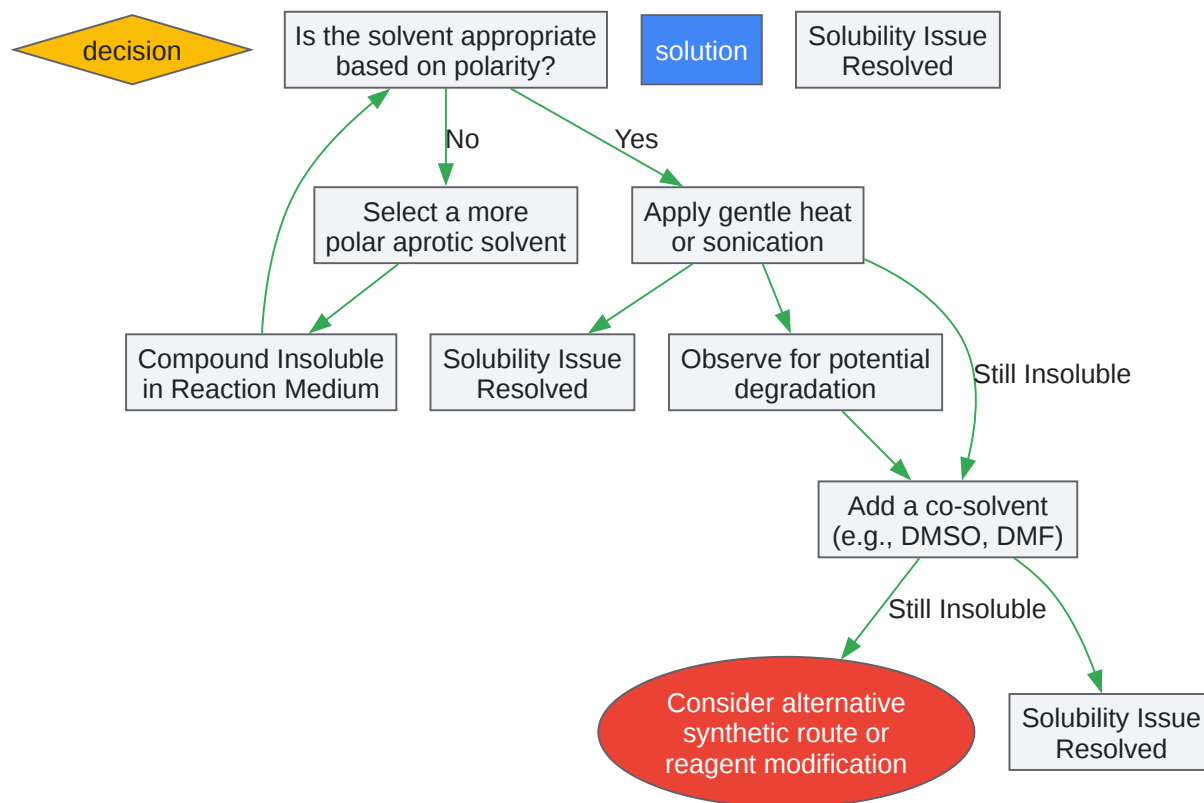 decision
Is the solvent appropriate
based on polarity?
solution
Solubility Issue
Resolved
No
Yes
Select a more
polar aprotic solvent
Apply gentle heat
or sonication
Compound Insoluble
in Reaction Medium
Solubility Issue
Resolved
Observe for potential
degradation
Still Insoluble
Add a co-solvent
(e.g., DMSO, DMF)
Still Insoluble
Consider alternative
synthetic route or
reagent modification
Solubility Issue
Resolved